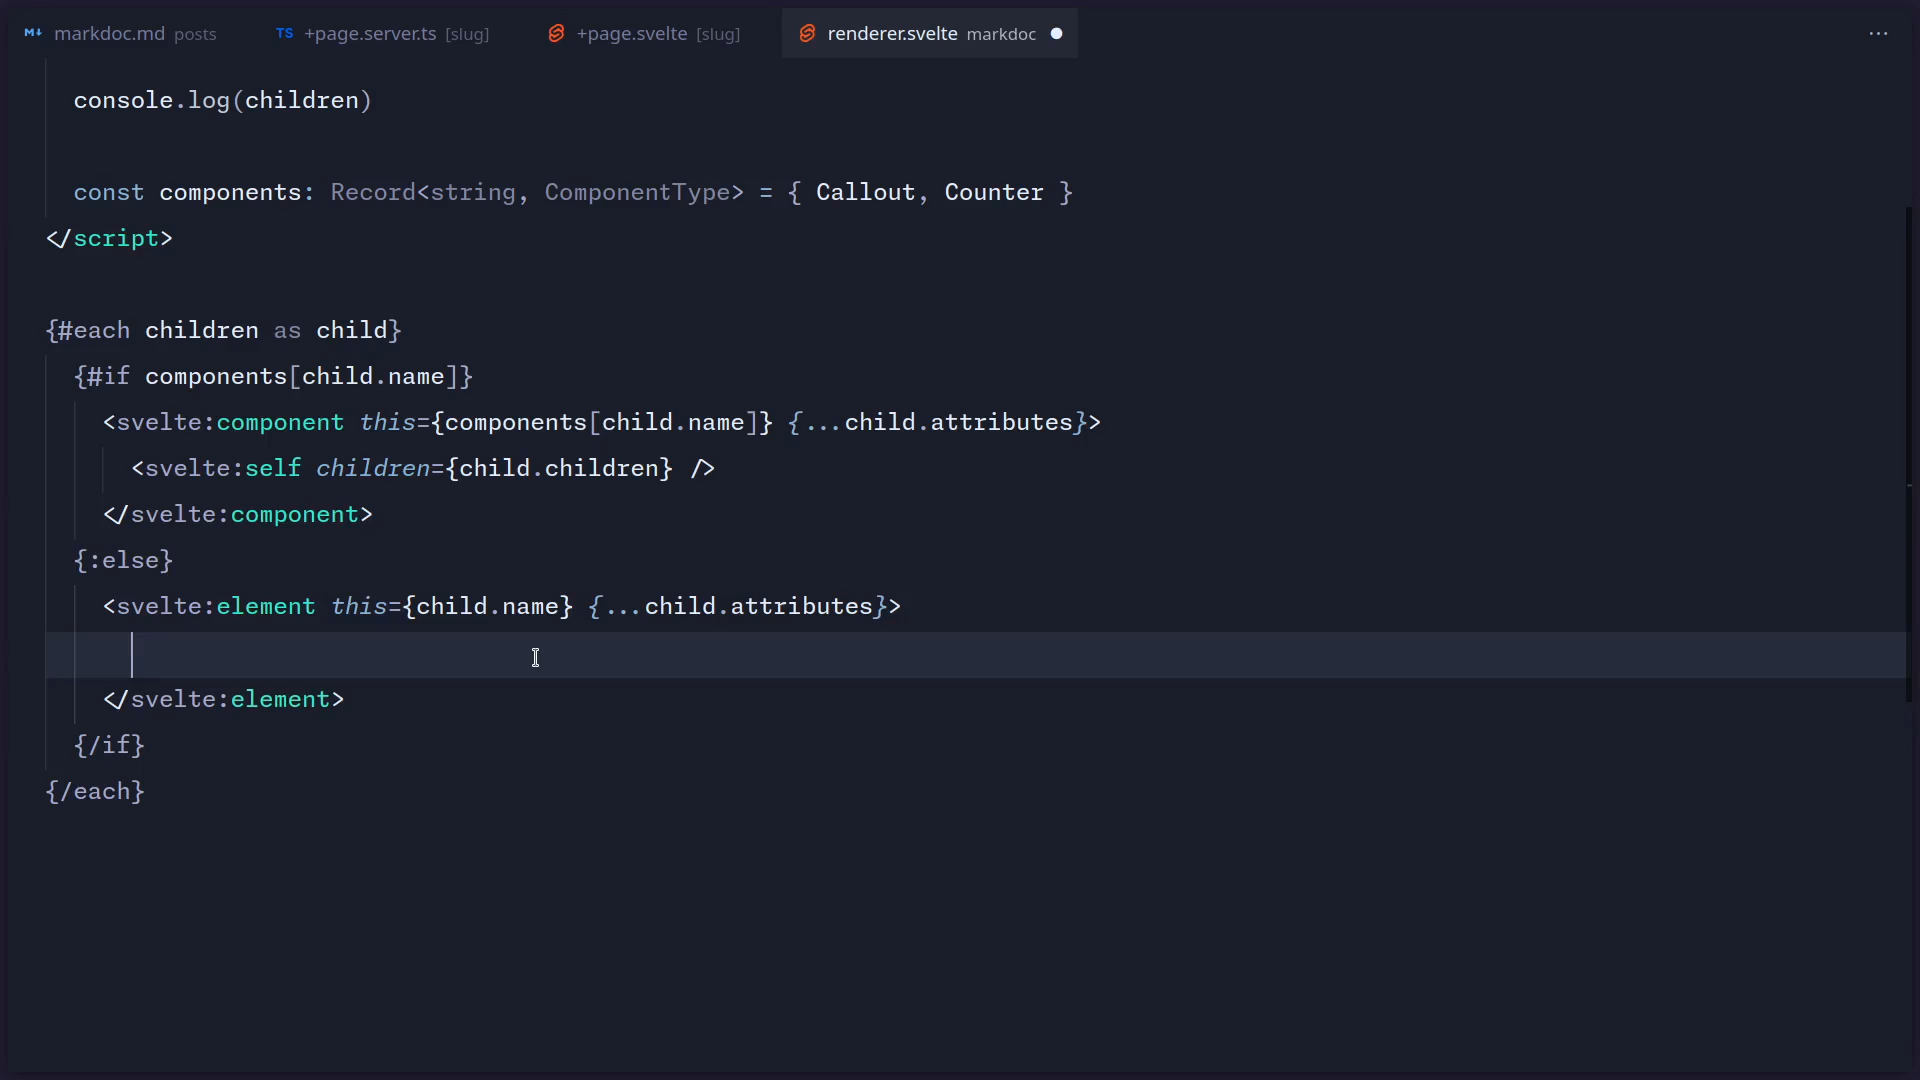 markdoc.md posts TS +page.server.ts [slug] +page.svelte [slug] renderer.svelte markdoc
console.log(children)
const components: Record<string, ComponentType> = { Callout, Counter }
</script>
{#each children as child}
{#if components[child.name]}
<svelte:component this={components[child.name]} {...child.attributes}>
<svelte:self children={child.children} />
</svelte:component>
{:else}
<svelte:element this={child.name} {...child.attributes}>
</svelte:element>
{/if}
{/each}